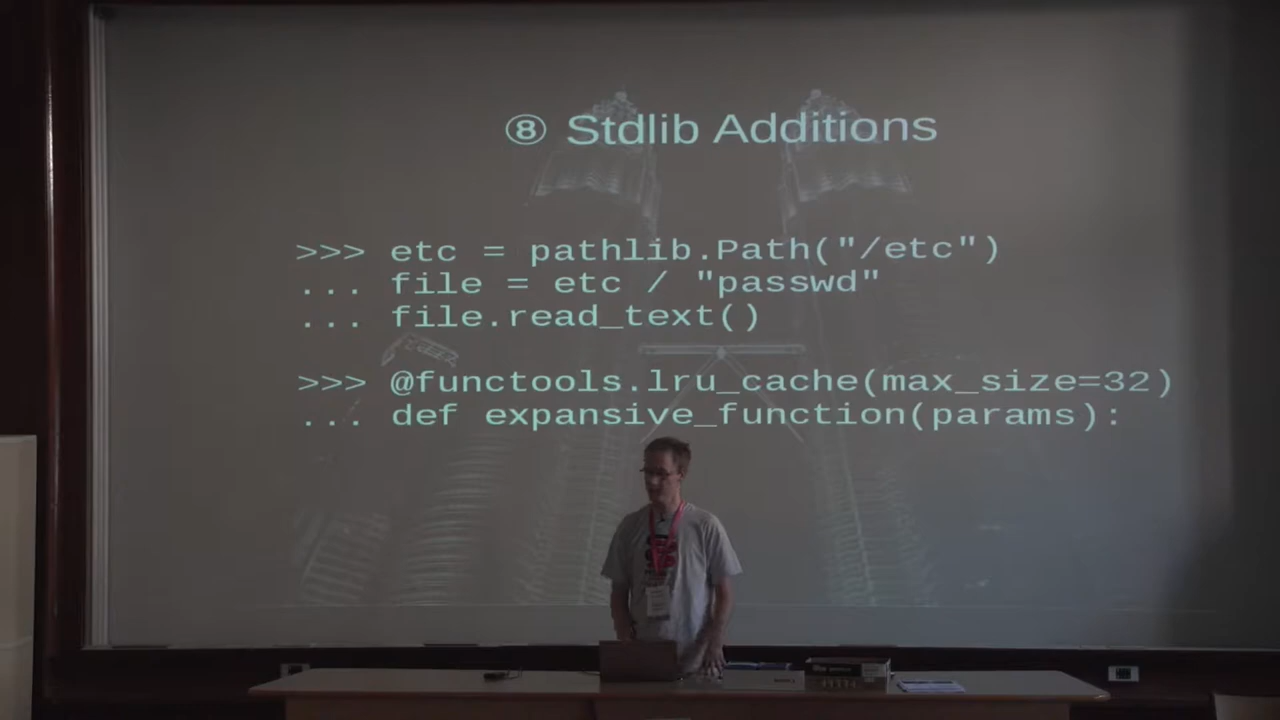 ⑧ Stdlib Additions
>>> etc = pathlib.Path("/etc")
... file = etc / "passwd"
... file.read_text()
>>> @functools.lru_cache(max_size=32)
... def expansive_function(params):